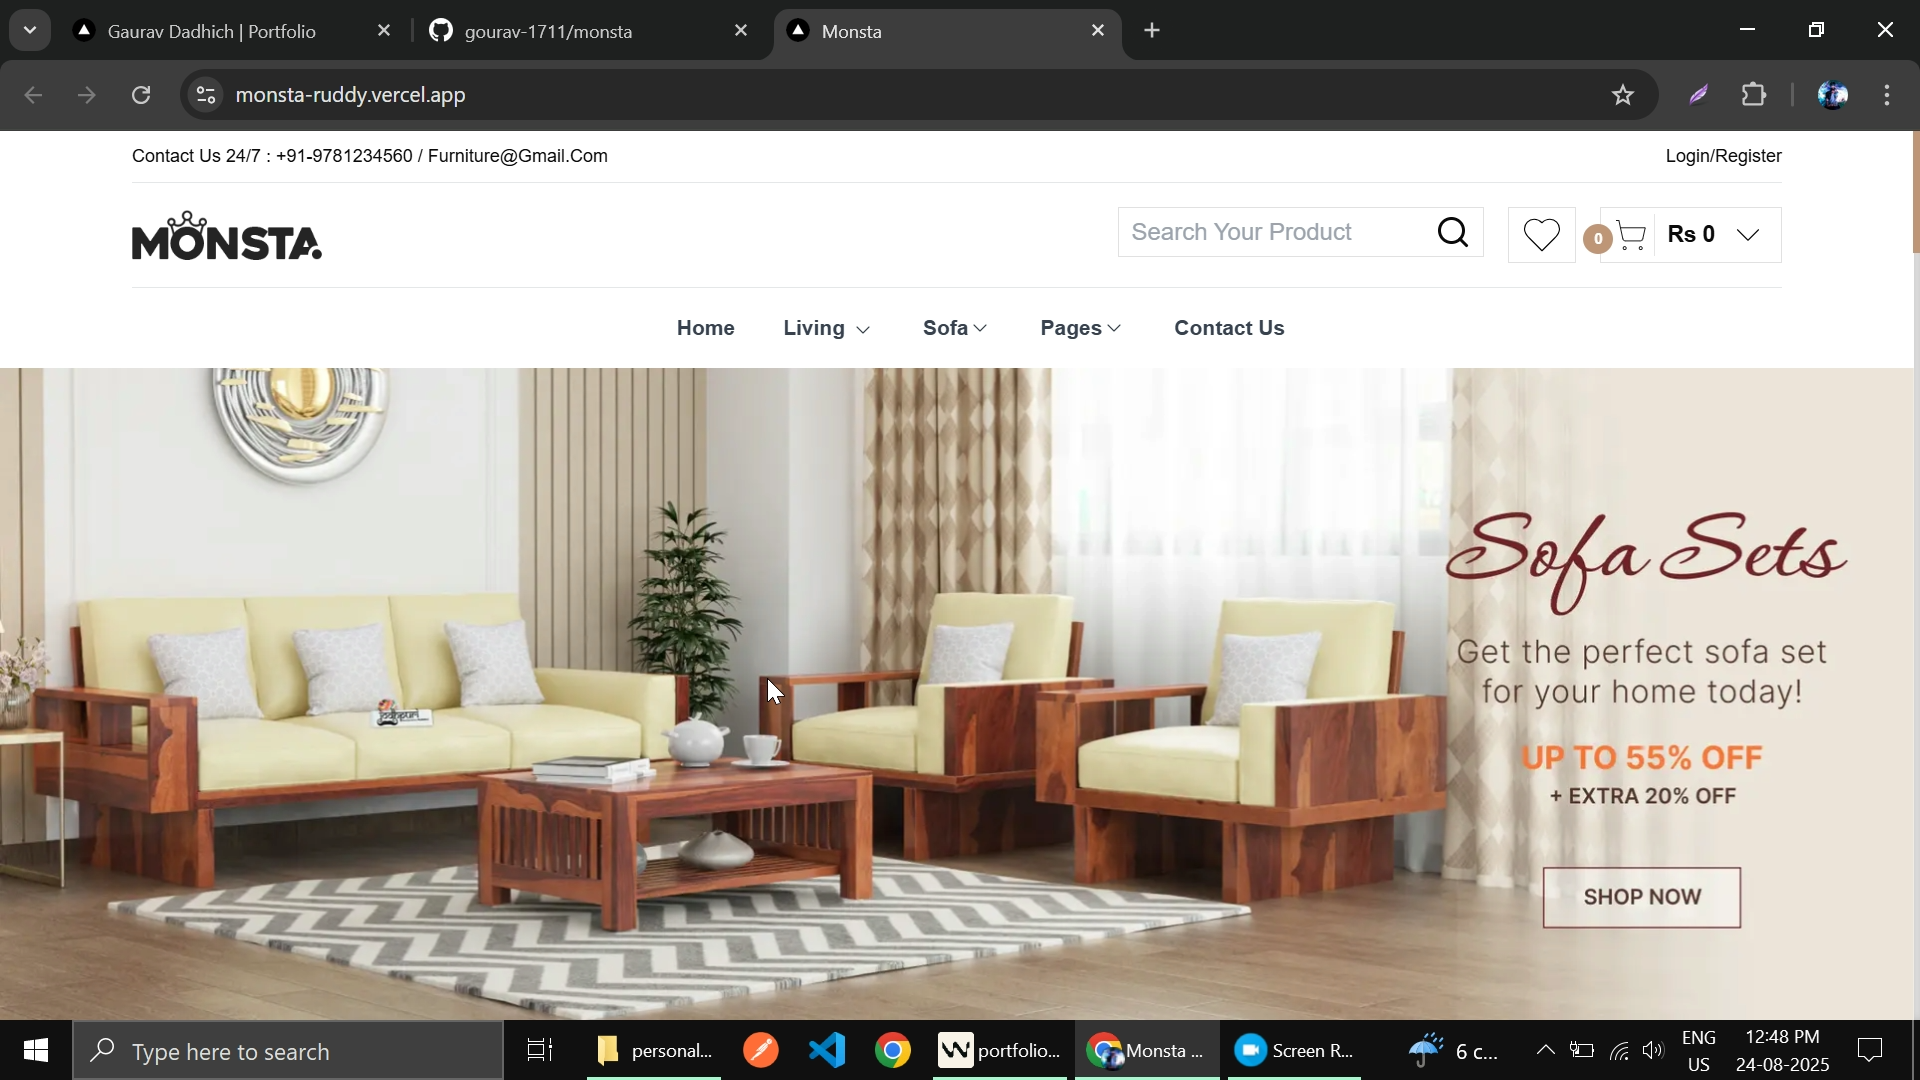 Gaurav Dadhich | Portfolio
gourav-1711/monsta
Monsta
monsta-ruddy.vercel.app
Contact Us 24/7 : +91-9781234560 / Furniture@Gmail.Com
Login/Register
MONSTA.
Search Your Product
0
Rs 0
Home
Living
Sofa
Pages
Contact Us
Sofa Sets
Get the perfect sofa set
for your home today!
UP TO 55% OFF
+ EXTRA 20% OFF
SHOP NOW
jodhpuri
Type here to search
personal...
portfolio...
Monsta ...
Screen R...
6 c...
ENG
US
12:48 PM
24-08-2025